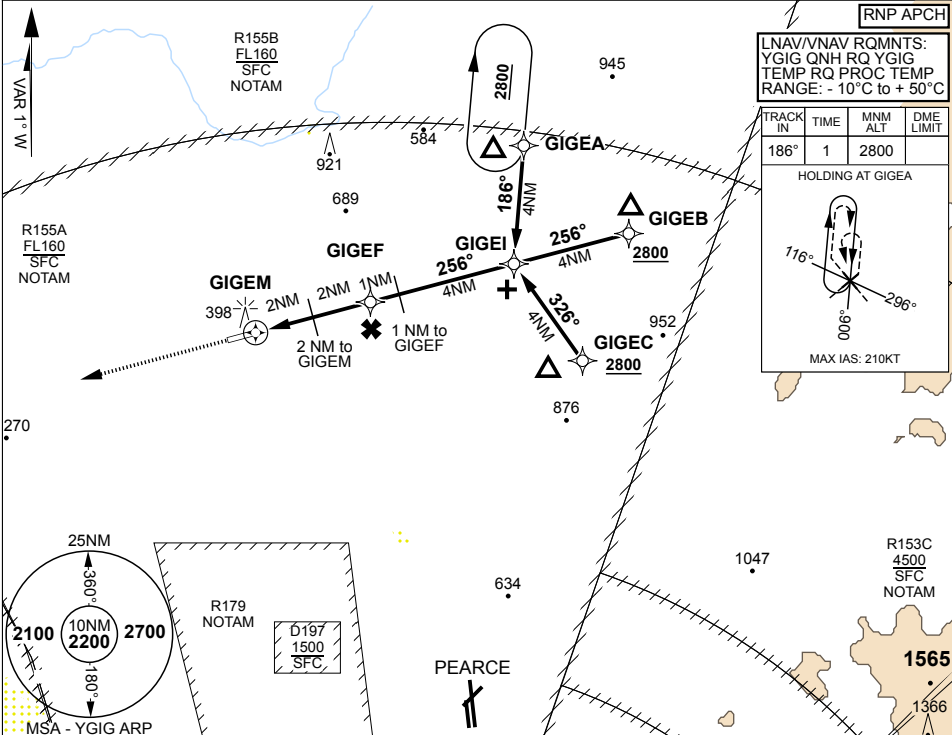 RNP APCH
LNAV/VNAV RQMNTS:
YGIG QNH RQ YGIG
TEMP RQ PROC TEMP
RANGE: - 10°C to + 50°C
TRACK IN
TIME
MNM ALT
DME LIMIT
186°
1
2800
HOLDING AT GIGEA
116°
296°
006°
MAX IAS: 210KT
VAR 1° W
R155B
FL160
SFC
NOTAM
2800
945
921
584
GIGEA
186°
4NM
689
R155A
FL160
SFC
NOTAM
GIGEB
2800
256°
4NM
GIGEI
GIGEF
256°
4NM
GIGEM
398
2NM
2NM
1NM
2 NM to
GIGEM
1 NM to
GIGEF
326°
4NM
952
GIGEC
2800
876
270
25NM
360°
2100
10NM
2200
2700
180°
MSA - YGIG ARP
R179
NOTAM
D197
1500
SFC
634
PEARCE
1047
R153C
4500
SFC
NOTAM
1565
1366